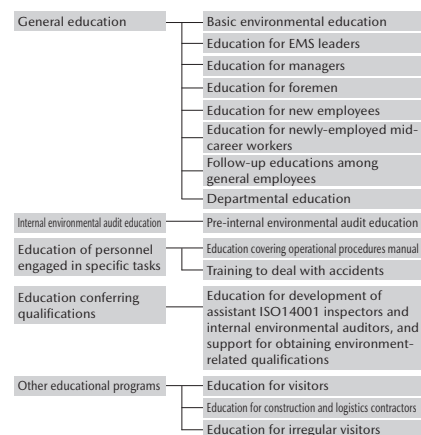 General education
Basic environmental education
Education for EMS leaders
Education for managers
Education for foremen
Education for new employees
Education for newly-employed mid-
career workers
Follow-up educations among
general employees
Departmental education
Internal environmental audit education
Pre-internal environmental audit education
Education of personnel
engaged in specific tasks
Education covering operational procedures manual
Training to deal with accidents
Education conferring
qualifications
Education for development of
assistant ISO14001 inspectors and
internal environmental auditors, and
support for obtaining environment-
related qualifications
Other educational programs
Education for visitors
Education for construction and logistics contractors
Education for irregular visitors